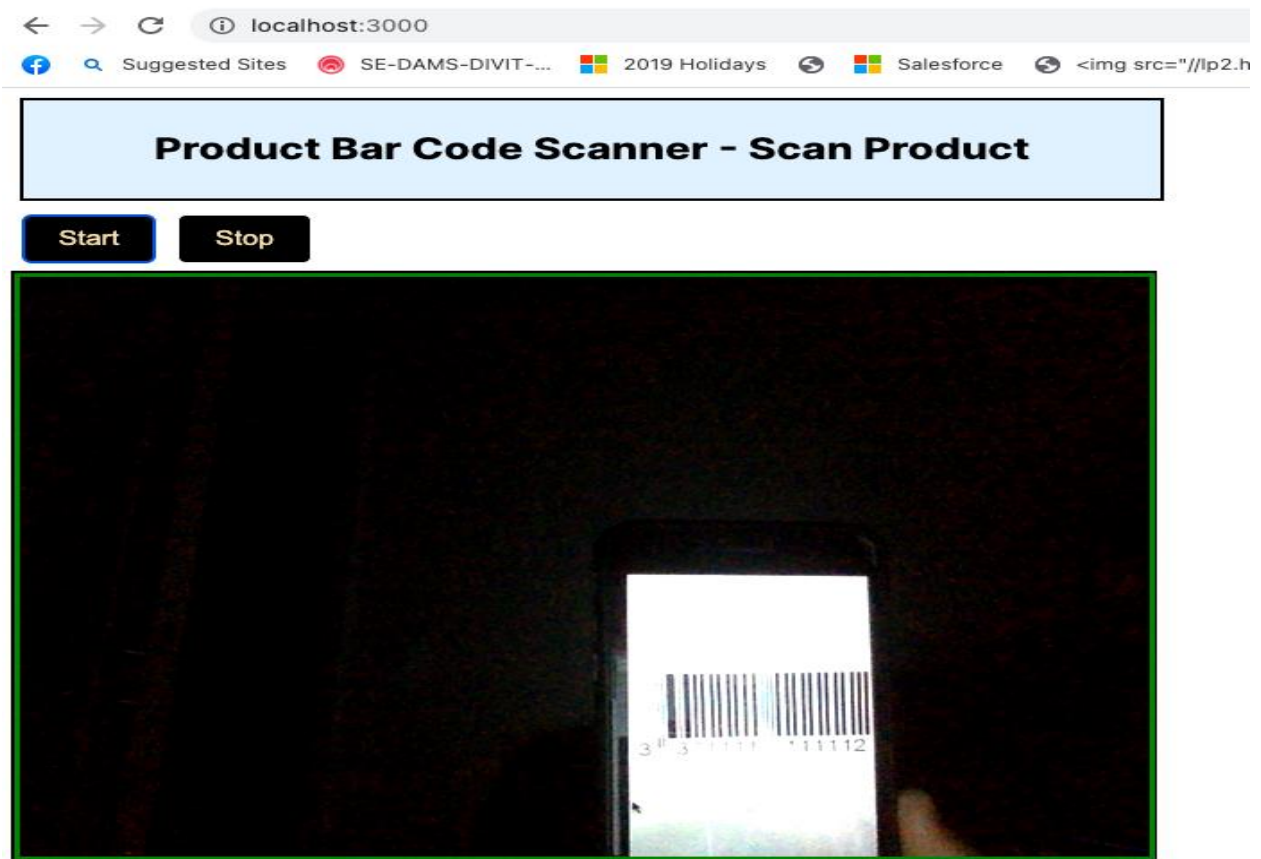 localhost:3000
Suggested Sites SE-DAMS-DIVIT-... 2019 Holidays Salesforce <img src="//lp2.h
Product Bar Code Scanner - Scan Product
Start Stop
111112